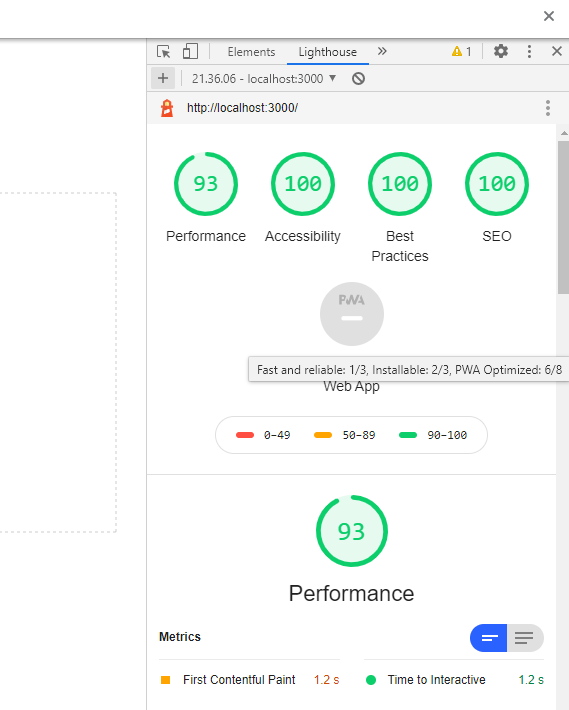 Elements Lighthouse 1
21.36.06 - localhost:3000
http://localhost:3000/
93 100 100 100
Performance Accessibility Best Practices SEO
PWA
Fast and reliable: 1/3, Installable: 2/3, PWA Optimized: 6/8
Web App
0–49 50–89 90–100
93
Performance
Metrics
First Contentful Paint 1.2 s Time to Interactive 1.2 s